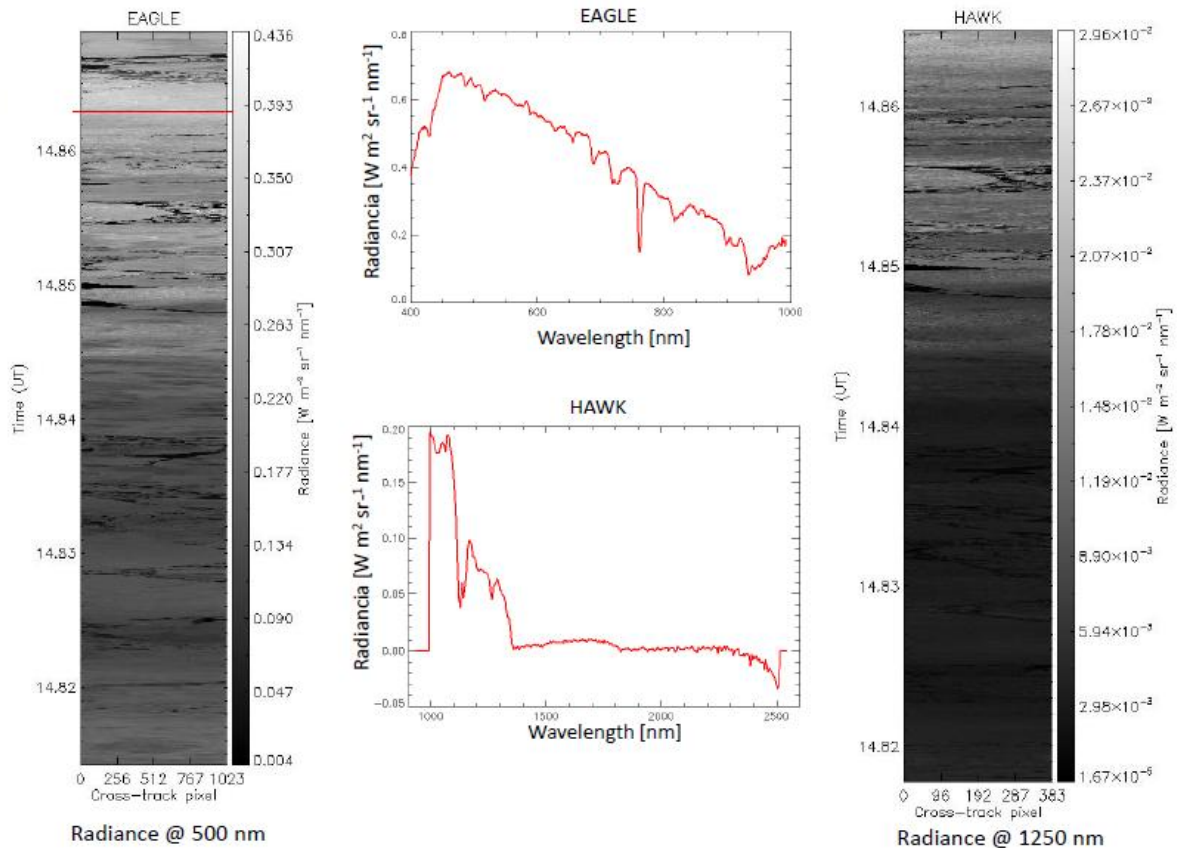 EAGLE
0.436
0.393
0.350
0.307
0.263
0.220
0.177
0.134
0.090
0.047
0.004
Radiance [W m⁻² sr⁻¹ nm⁻¹]
14.86
14.85
14.84
14.83
14.82
Time (UT)
0 256 512 767 1023
Cross-track pixel
Radiance @ 500 nm
EAGLE
Radiancia [W m² sr-¹ nm⁻¹]
0.8
0.6
0.4
0.2
0.0
400 600 800 1000
Wavelength [nm]
HAWK
Radiancia [W m² sr-¹ nm⁻¹]
0.20
0.15
0.10
0.05
0.00
−0.05
1000 1500 2000 2500
Wavelength [nm]
HAWK
2.96×10⁻²
2.67×10⁻²
2.37×10⁻²
2.07×10⁻²
1.78×10⁻²
1.48×10⁻²
1.19×10⁻²
8.90×10⁻³
5.94×10⁻³
2.98×10⁻³
Radiance [W m⁻² sr⁻¹ nm⁻¹]
14.86
14.85
14.84
14.83
14.82
Time (UT)
0 96 192 287 383
Cross-track pixel
Radiance @ 1250 nm